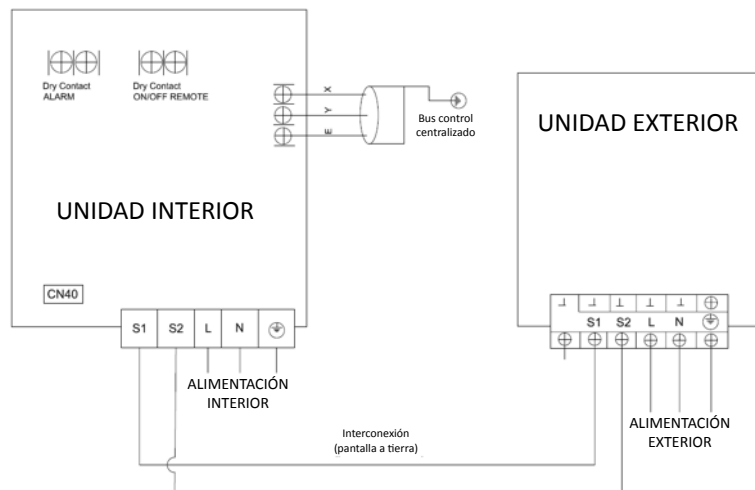 Dry Contact
ALARM
Dry Contact
ON/OFF REMOTE
X
Y
E
Bus control
centralizado
UNIDAD INTERIOR
UNIDAD EXTERIOR
CN40
S1 S2 L N
S1 S2 L N
ALIMENTACIÓN
INTERIOR
ALIMENTACIÓN
EXTERIOR
Interconexión
(pantalla a tierra)